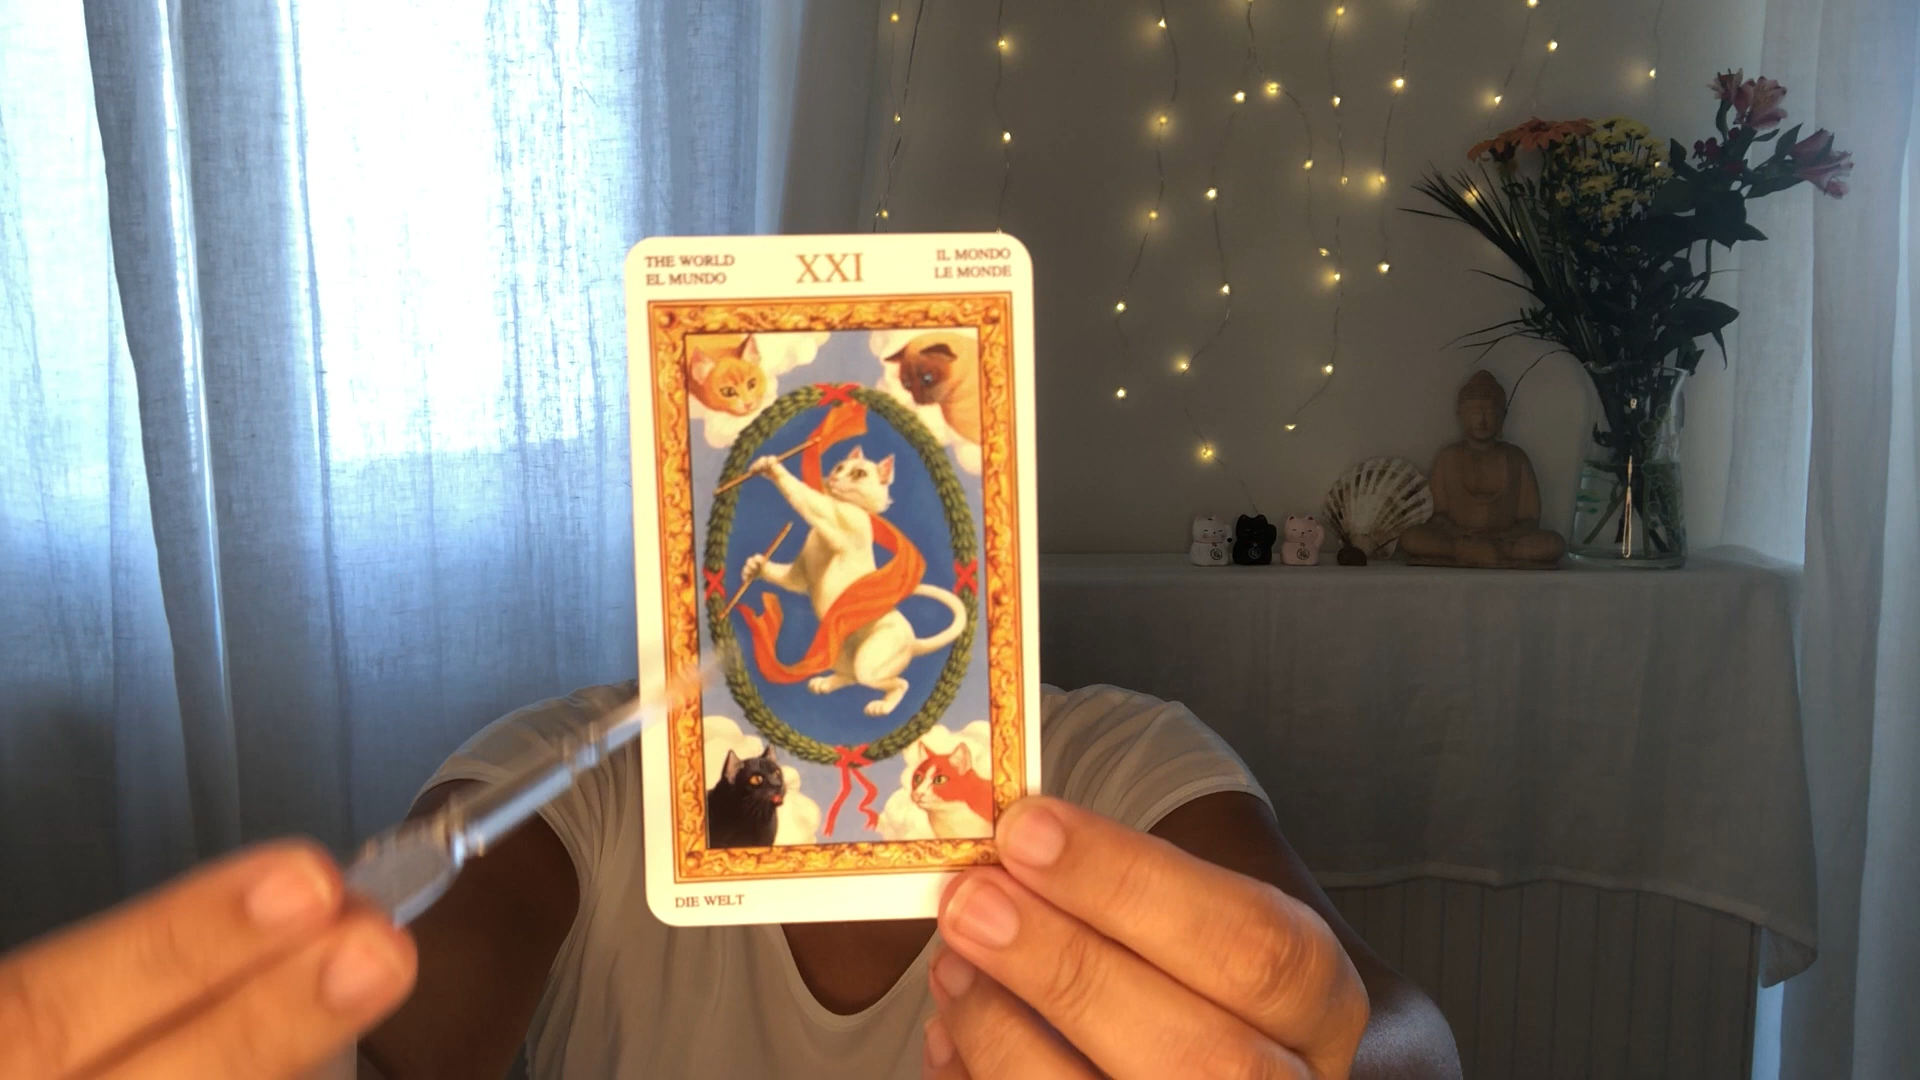 THE WORLD
EL MUNDO
XXI
IL MONDO
LE MONDE
DIE WELT